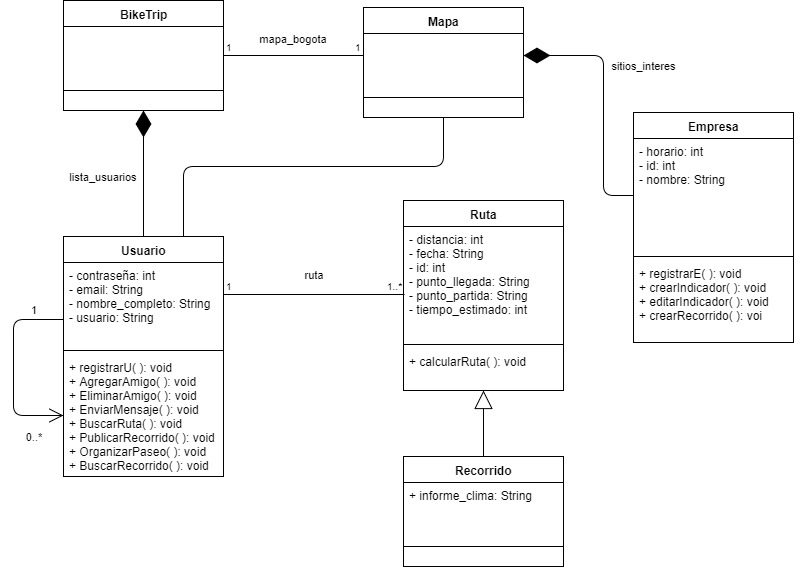 BikeTrip
mapa_bogota
1
1
Mapa
sitios_interes
lista_usuarios
Empresa
- horario: int
- id: int
- nombre: String
+ registrarE( ): void
+ crearIndicador( ): void
+ editarIndicador( ): void
+ crearRecorrido( ): voi
Usuario
- contraseña: int
- email: String
- nombre_completo: String
- usuario: String
+ registrarU( ): void
+ AgregarAmigo( ): void
+ EliminarAmigo( ): void
+ EnviarMensaje( ): void
+ BuscarRuta( ): void
+ PublicarRecorrido( ): void
+ OrganizarPaseo( ): void
+ BuscarRecorrido( ): void
1
0..*
ruta
1
1..*
Ruta
- distancia: int
- fecha: String
- id: int
- punto_llegada: String
- punto_partida: String
- tiempo_estimado: int
+ calcularRuta( ): void
Recorrido
+ informe_clima: String